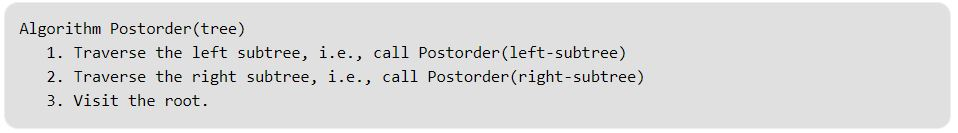 Algorithm Postorder(tree)
   1. Traverse the left subtree, i.e., call Postorder(left-subtree)
   2. Traverse the right subtree, i.e., call Postorder(right-subtree)
   3. Visit the root.